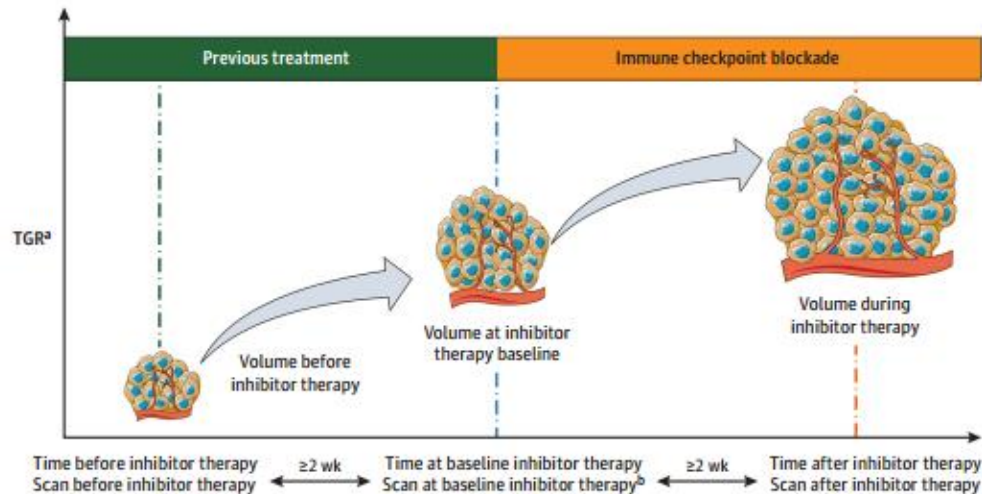 Previous treatment
Immune checkpoint blockade
TGRa
Volume before
inhibitor therapy
Volume at inhibitor
therapy baseline
Volume during
inhibitor therapy
Time before inhibitor therapy
Scan before inhibitor therapy
≥2 wk
Time at baseline inhibitor therapy
Scan at baseline inhibitor therapyb
≥2 wk
Time after inhibitor therapy
Scan after inhibitor therapy